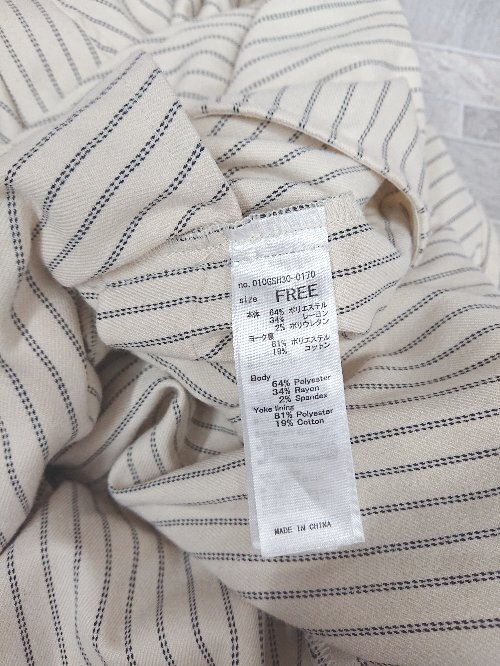 no. 010GSH30-0170
size FREE
本体 64% ポリエステル
34% レーヨン
2% ポリウレタン
ヨーク裏
81% ポリエステル
19% コットン
Body
64% Polyester
34% Rayon
2% Spandex
Yoke lining
81% Polyester
19% Cotton
MADE IN CHINA